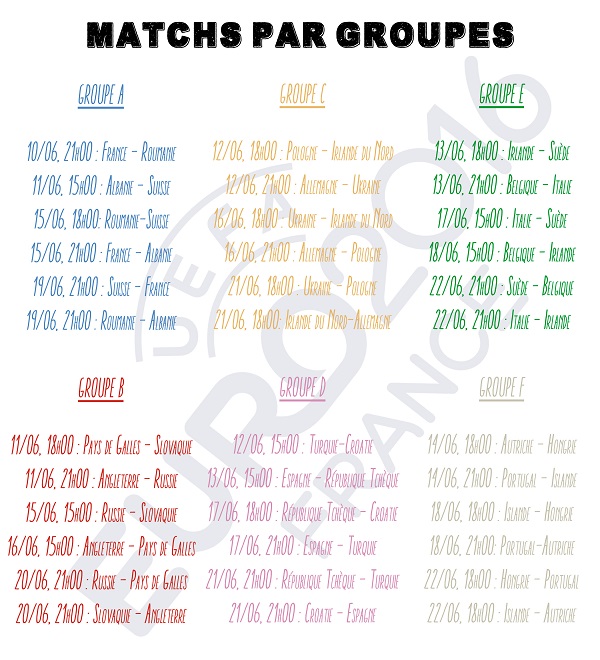 MATCHS PAR GROUPES
GROUPE A
10/06, 21H00 : FRANCE - ROUMANIE
11/06, 15H00 : ALBANIE - SUISSE
15/06, 18H00: ROUMANIE-SUISSE
15/06, 21H00 : FRANCE - ALBANIE
19/06, 21H00 : SUISSE - FRANCE
19/06, 21H00 : ROUMANIE - ALBANIE
GROUPE C
12/06, 18H00 : POLOGNE - IRLANDE DU NORD
12/06, 21H00 : ALLEMAGNE - UKRAINE
16/06, 18H00 : UKRAINE - IRLANDE DU NORD
16/06, 21H00 : ALLEMAGNE - POLOGNE
21/06, 18H00 : UKRAINE - POLOGNE
21/06, 18H00: IRLANDE DU NORD-ALLEMAGNE
GROUPE E
13/06, 18H00 : IRLANDE - SUÈDE
13/06, 21H00 : BELGIQUE - ITALIE
17/06, 15H00 : ITALIE - SUÈDE
18/06, 15H00 : BELGIQUE - IRLANDE
22/06, 21H00 : SUÈDE - BELGIQUE
22/06, 21H00 : ITALIE - IRLANDE
GROUPE B
11/06, 18H00 : PAYS DE GALLES - SLOVAQUIE
11/06, 21H00 : ANGLETERRE - RUSSIE
15/06, 15H00 : RUSSIE - SLOVAQUIE
16/06, 15H00 : ANGLETERRE - PAYS DE GALLES
20/06, 21H00 : RUSSIE - PAYS DE GALLES
20/06, 21H00 : SLOVAQUIE - ANGLETERRE
GROUPE D
12/06, 15H00 : TURQUIE-CROATIE
13/06, 15H00 : ESPAGNE - RÉPUBLIQUE TCHÈQUE
17/06, 18H00 : RÉPUBLIQUE TCHÈQUE - CROATIE
17/06, 21H00 : ESPAGNE - TURQUIE
21/06, 21H00 : RÉPUBLIQUE TCHÈQUE - TURQUIE
21/06, 21H00 : CROATIE - ESPAGNE
GROUPE F
14/06, 18H00 : AUTRICHE - HONGRIE
14/06, 21H00 : PORTUGAL - ISLANDE
18/06, 18H00 : ISLANDE - HONGRIE
18/06, 21H00 : PORTUGAL-AUTRICHE
22/06, 18H00 : HONGRIE - PORTUGAL
22/06, 18H00 : ISLANDE - AUTRICHE
UEFA
EURO2016
FRANCE